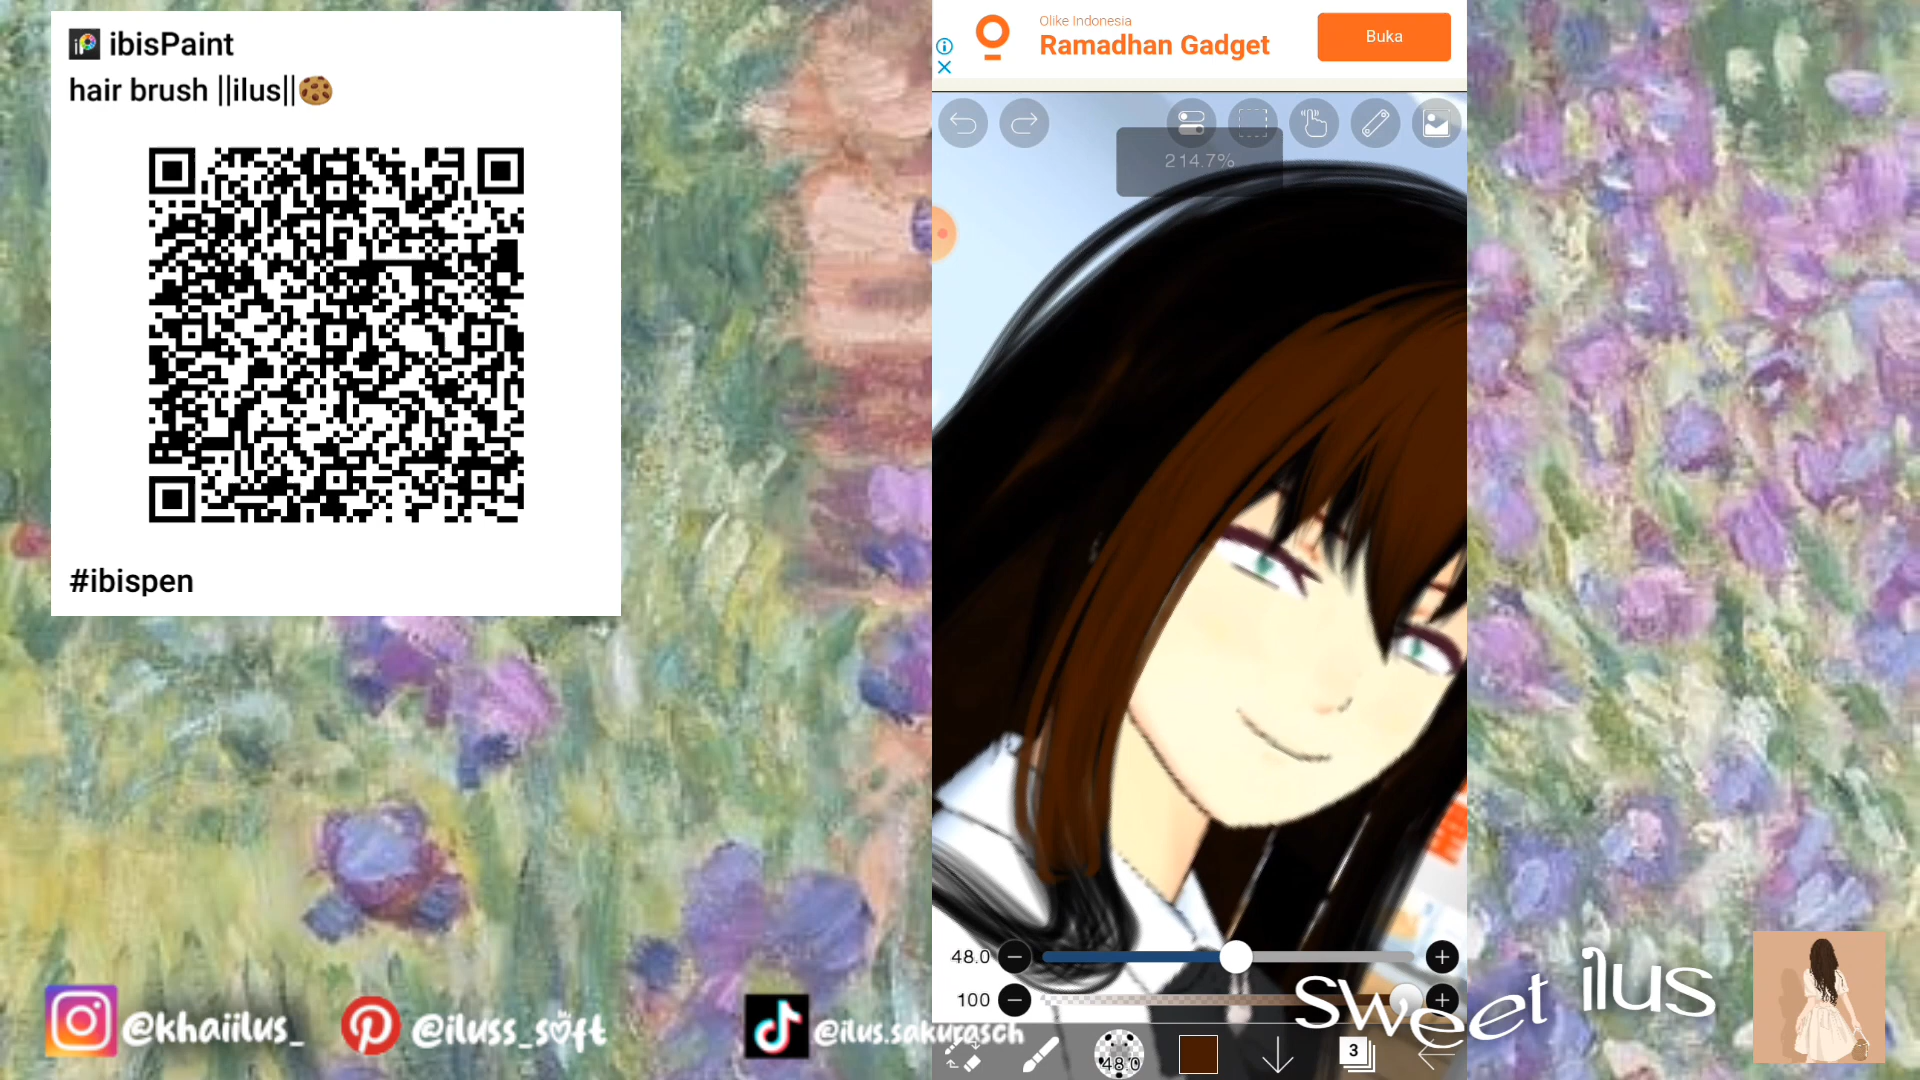 ibisPaint
hair brush ||ilus||🍪
#ibispen
Olike Indonesia
Ramadhan Gadget
Buka
214.7%
48.0
100
48.0
3
Sweet ilus
@khaiilus_
@iluss_soft
@ilus.sakurasch